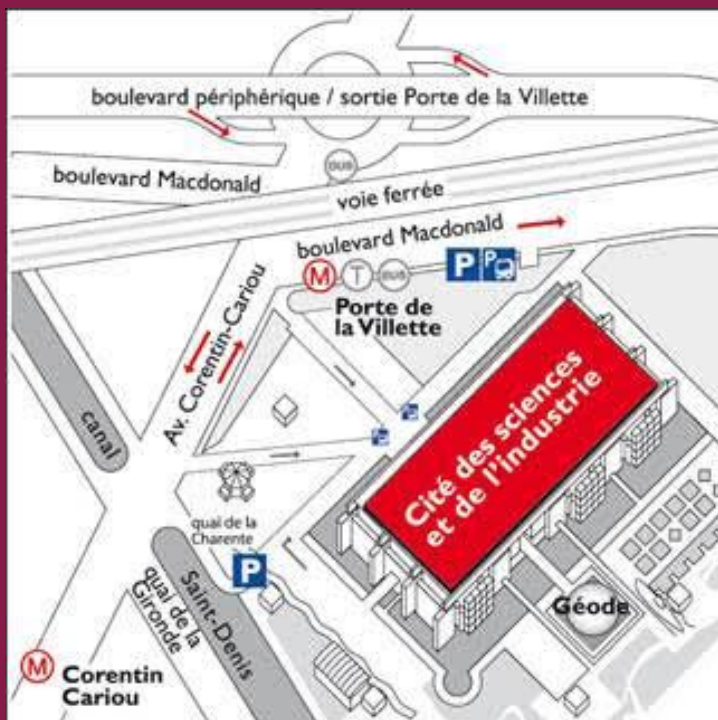 boulevard périphérique / sortie Porte de la Villette
boulevard Macdonald
BUS
voie ferrée
boulevard Macdonald
M T BUS
P P
Porte de
la Villette
Av. Corentin-Cariou
canal
Cité des sciences
et de l'industrie
quai de la
Charente
P
Saint-Denis
quai de la
Gironde
Géode
M
Corentin
Cariou